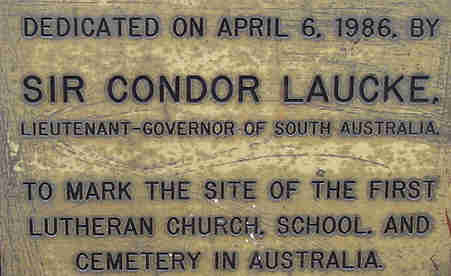 DEDICATED ON APRIL 6, 1986, BY
SIR CONDOR LAUCKE,
LIEUTENANT-GOVERNOR OF SOUTH AUSTRALIA,
TO MARK THE SITE OF THE FIRST
LUTHERAN CHURCH, SCHOOL, AND
CEMETERY IN AUSTRALIA.